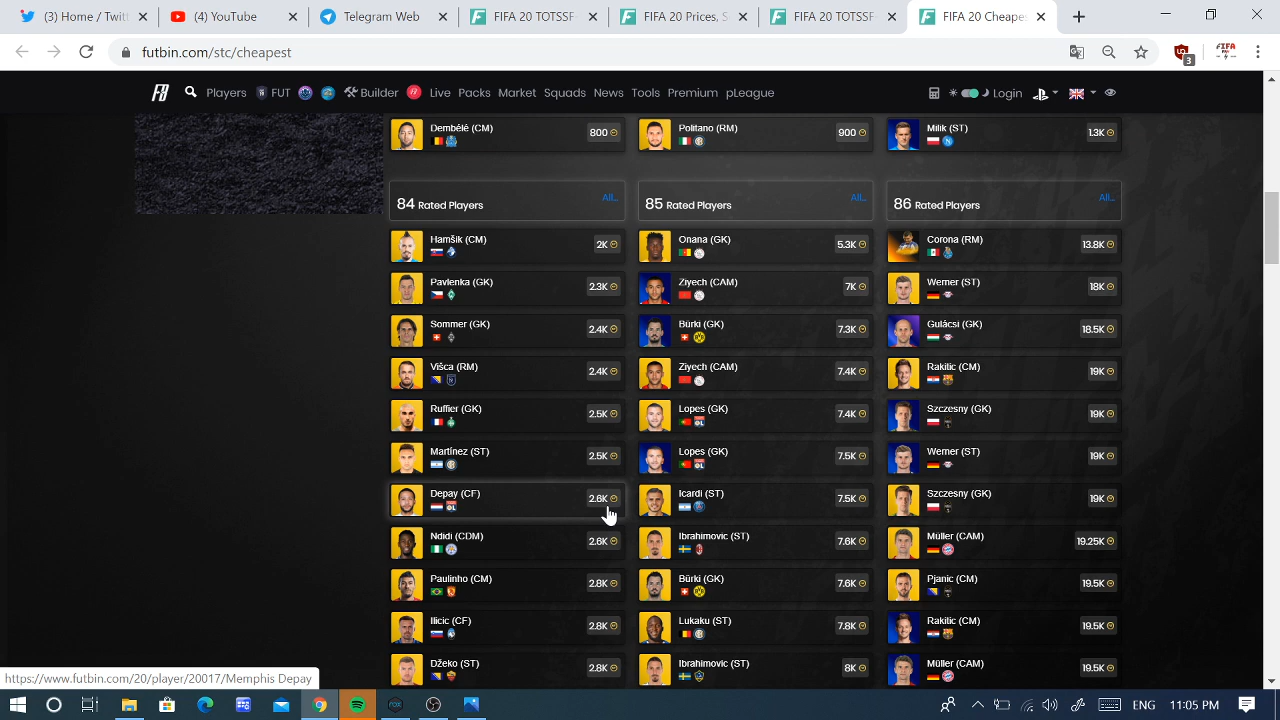 (3) Home / Twitt
(4) Youtube
Telegram Web
FIFA 20 TOTSSF
FIFA 20 Prices, S
FIFA 20 TOTSSF
FIFA 20 Cheapes
futbin.com/stc/cheapest
3
Players FUT Builder Live Packs Market Squads News Tools Premium pLeague Login
Dembélé (CM) 800
Politano (RM) 900
Milik (ST) 1.3K
84 Rated Players All...
85 Rated Players All...
86 Rated Players All...
Hamšík (CM) 2K
Onana (GK) 5.3K
Corona (RM) 13.8K
Pavlenka (GK) 2.3K
Ziyech (CAM) 7K
Werner (ST) 18K
Sommer (GK) 2.4K
Bürki (GK) 7.3K
Gulácsi (GK) 18.5K
Višća (RM) 2.4K
Ziyech (CAM) 7.4K
Rakitic (CM) 19K
Ruffier (GK) 2.5K
Lopes (GK) 7.4K
Szczesny (GK) 19K
Martínez (ST) 2.5K
Lopes (GK) 7.5K
Werner (ST) 19K
Depay (CF) 2.6K
Icardi (ST) 7.5K
Szczesny (GK) 19K
Ndidi (CDM) 2.6K
Ibrahimovic (ST) 7.6K
Müller (CAM) 19.25K
Paulinho (CM) 2.8K
Bürki (GK) 7.6K
Pjanic (CM) 19.5K
Ilicic (CF) 2.8K
Lukaku (ST) 7.8K
Rakitic (CM) 19.5K
Džeko (ST) 2.8K
Ibrahimovic (ST) 8K
Müller (CAM) 19.5K
https://www.futbin.com/20/player/20017/Memphis Depay
ENG 11:05 PM